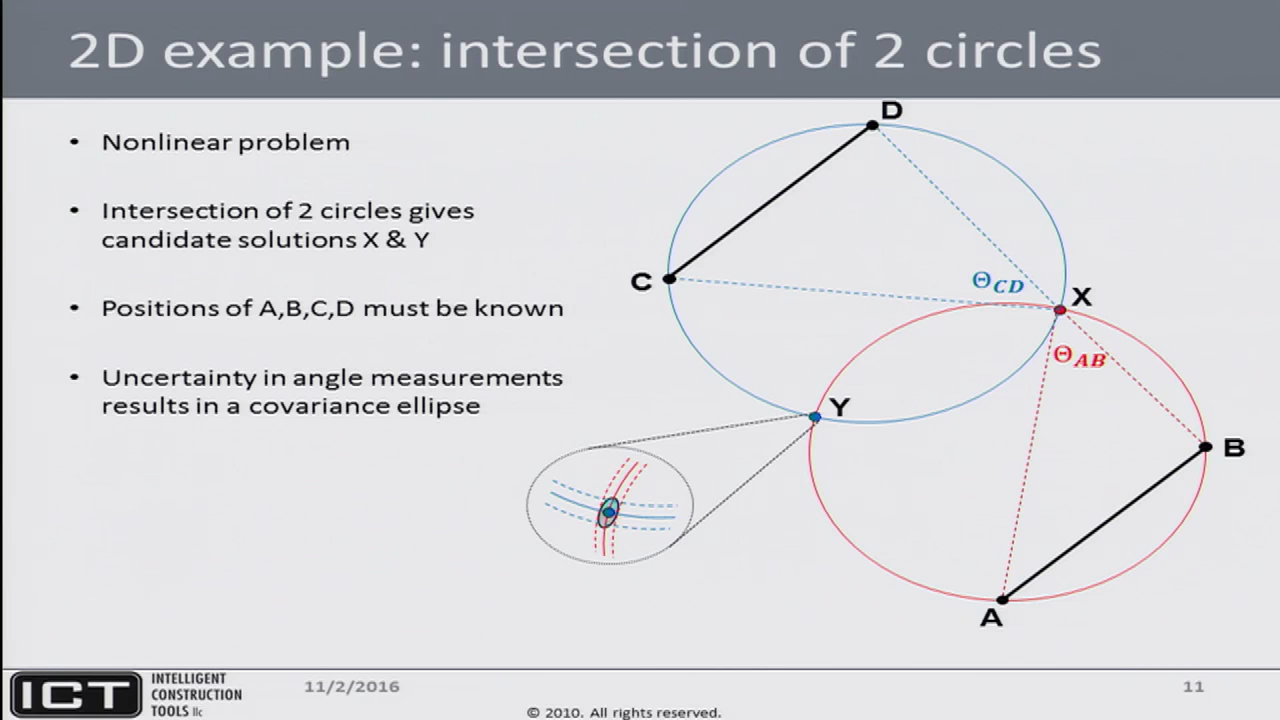 2D example: intersection of 2 circles
• Nonlinear problem
• Intersection of 2 circles gives
candidate solutions X & Y
• Positions of A,B,C,D must be known
• Uncertainty in angle measurements
results in a covariance ellipse
D
C
Θ_CD
X
Θ_AB
Y
B
A
ICT
INTELLIGENT
CONSTRUCTION
TOOLS llc
11/2/2016
11
© 2010. All rights reserved.